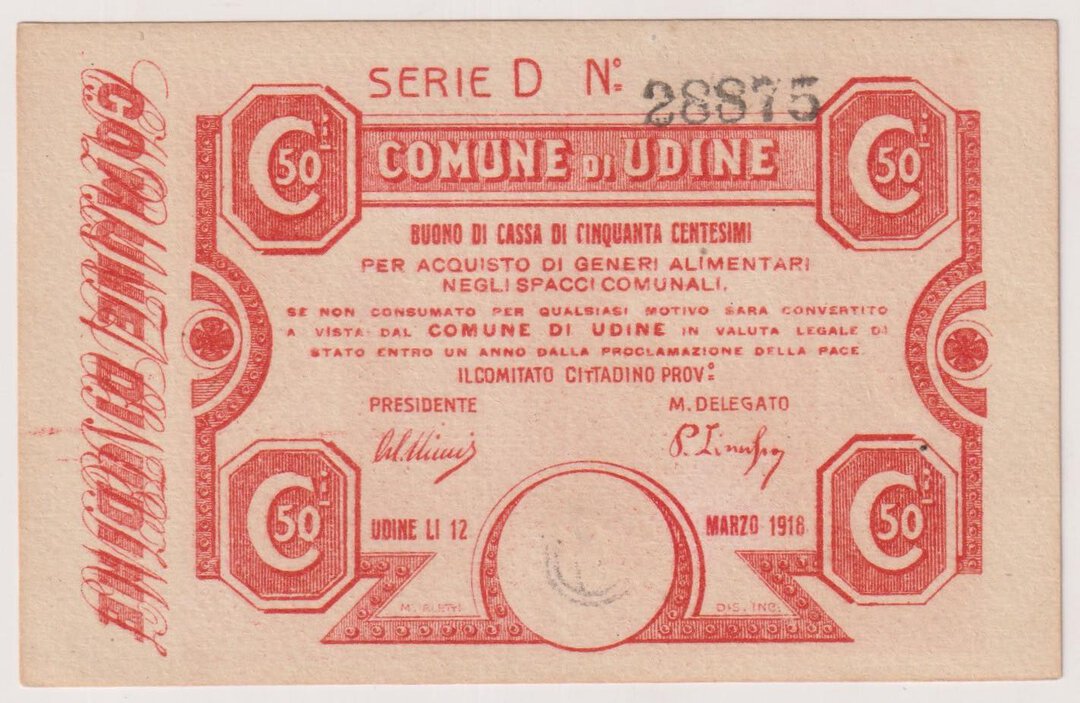 SERIE D Nº 28875
COMUNE DI UDINE
C 50
C 50
COMUNE DI UDINE
BUONO DI CASSA DI CINQUANTA CENTESIMI
PER ACQUISTO DI GENERI ALIMENTARI
NEGLI SPACCI COMUNALI.
SE NON CONSUMATO PER QUALSIASI MOTIVO SARA CONVERTITO
A VISTA DAL COMUNE DI UDINE IN VALUTA LEGALE DI
STATO ENTRO UN ANNO DALLA PROCLAMAZIONE DELLA PACE
IL COMITATO CITTADINO PROVº
PRESIDENTE M. DELEGATO
C 50
C 50
UDINE LI 12 MARZO 1918
DIS. INC.